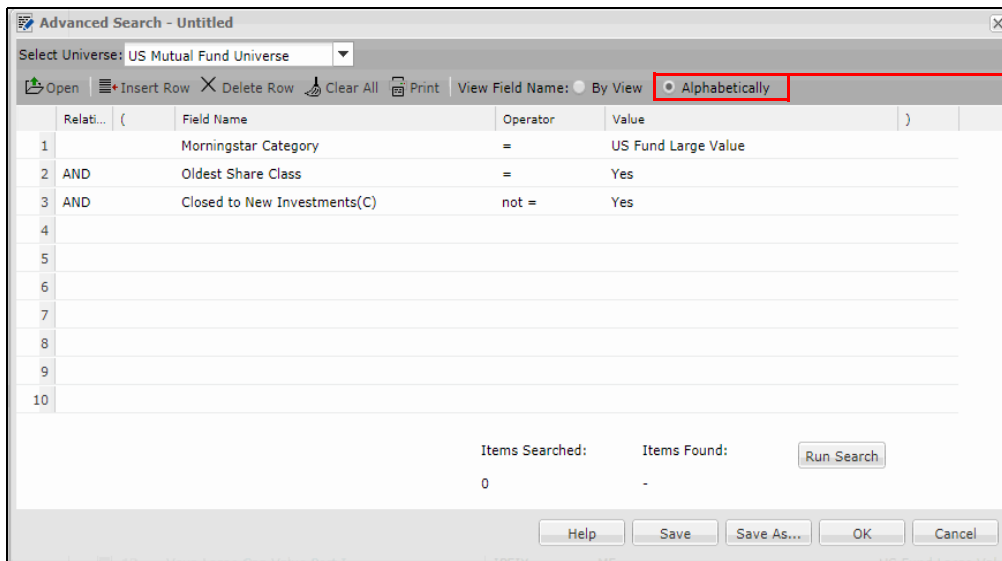 Advanced Search - Untitled
Select Universe: US Mutual Fund Universe
Open Insert Row Delete Row Clear All Print View Field Name: By View Alphabetically
Relati... ( Field Name Operator Value )
1 Morningstar Category = US Fund Large Value
2 AND Oldest Share Class = Yes
3 AND Closed to New Investments(C) not = Yes
4
5
6
7
8
9
10
Items Searched: Items Found: Run Search
0 -
Help Save Save As... OK Cancel